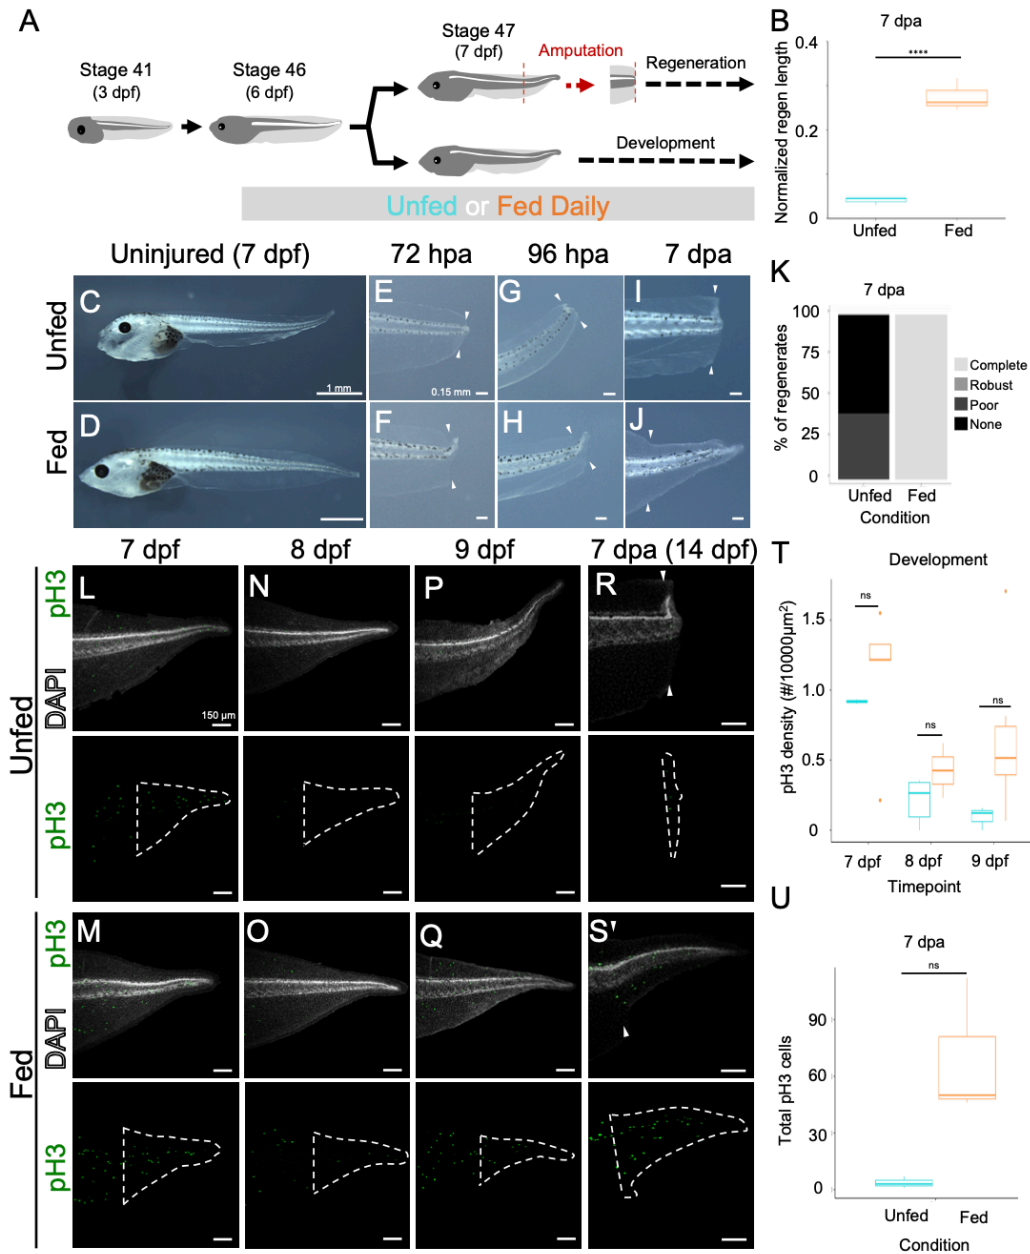 A
Stage 41
(3 dpf)
Stage 46
(6 dpf)
Stage 47
(7 dpf)
Amputation
Regeneration
Development
Unfed or Fed Daily
B
7 dpa
Normalized regen length
0.4
0.2
0
****
Unfed
Fed
Uninjured (7 dpf)
72 hpa
96 hpa
7 dpa
Unfed
Fed
C
1 mm
D
E
0.15 mm
F
G
H
I
J
K
7 dpa
% of regenerates
100
75
50
25
0
Unfed
Fed
Condition
Complete
Robust
Poor
None
7 dpf
8 dpf
9 dpf
7 dpa (14 dpf)
Unfed
DAPI pH3
pH3
L
150 µm
N
P
R
Fed
DAPI pH3
pH3
M
O
Q
S
T
Development
pH3 density (#/10000µm²)
1.5
1.0
0.5
0
ns
ns
ns
7 dpf
8 dpf
9 dpf
Timepoint
U
7 dpa
ns
Total pH3 cells
90
60
30
0
Unfed
Fed
Condition